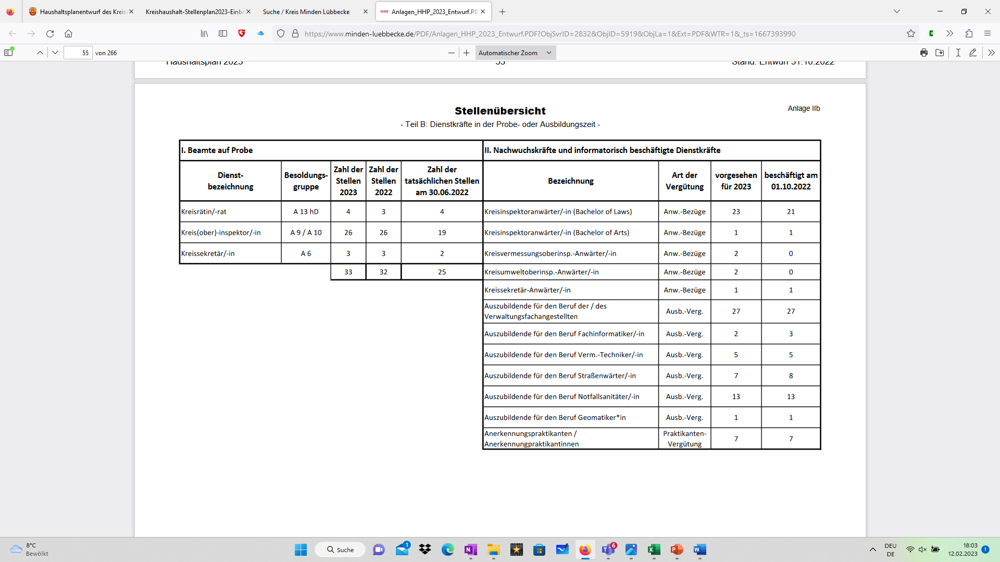 Haushaltsplanentwurf des Kreise
Kreishaushalt-Stellenplan2023-Einbri
Suche / Kreis Minden Lübbecke
Anlagen_HHP_2023_Entwurf.PD
https://www.minden-luebbecke.de/PDF/Anlagen_HHP_2023_Entwurf.PDF?ObjSvrID=2832&ObjID=5919&ObjLa=1&Ext=PDF&WTR=1&_ts=1667393990
55 von 266
Automatischer Zoom
Haushaltsplan 2023 55 Stand: Entwurf 31.10.2022
Anlage IIb
Stellenübersicht
- Teil B: Dienstkräfte in der Probe- oder Ausbildungszeit -
I. Beamte auf Probe
Dienst-
bezeichnung
Besoldungs-
gruppe
Zahl der
Stellen
2023
Zahl der
Stellen
2022
Zahl der
tatsächlichen Stellen
am 30.06.2022
Kreisrätin/-rat A 13 hD 4 3 4
Kreis(ober)-inspektor/-in A 9 / A 10 26 26 19
Kreissekretär/-in A 6 3 3 2
33 32 25
II. Nachwuchskräfte und informatorisch beschäftigte Dienstkräfte
Bezeichnung
Art der
Vergütung
vorgesehen
für 2023
beschäftigt am
01.10.2022
Kreisinspektoranwärter/-in (Bachelor of Laws) Anw.-Bezüge 23 21
Kreisinspektoranwärter/-in (Bachelor of Arts) Anw.-Bezüge 1 1
Kreisvermessungsoberinsp.-Anwärter/-in Anw.-Bezüge 2 0
Kreisumweltoberinsp.-Anwärter/-in Anw.-Bezüge 2 0
Kreissekretär-Anwärter/-in Anw.-Bezüge 1 1
Auszubildende für den Beruf der / des
Verwaltungsfachangestellten Ausb.-Verg. 27 27
Auszubildende für den Beruf Fachinformatiker/-in Ausb.-Verg. 2 3
Auszubildende für den Beruf Verm.-Techniker/-in Ausb.-Verg. 5 5
Auszubildende für den Beruf Straßenwärter/-in Ausb.-Verg. 7 8
Auszubildende für den Beruf Notfallsanitäter/-in Ausb.-Verg. 13 13
Auszubildende für den Beruf Geomatiker*in Ausb.-Verg. 1 1
Anerkennungspraktikanten /
Anerkennungpraktikantinnen
Praktikanten-
Vergütung
7 7
8°C
Bewölkt
Suche
1
6
DEU
DE
18:03
12.02.2023
1